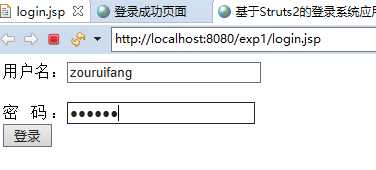 login.jsp
登录成功页面
基于Struts2的登录系统应
http://localhost:8080/exp1/login.jsp
用户名：zouruifang
密 码：●●●●●●
登录